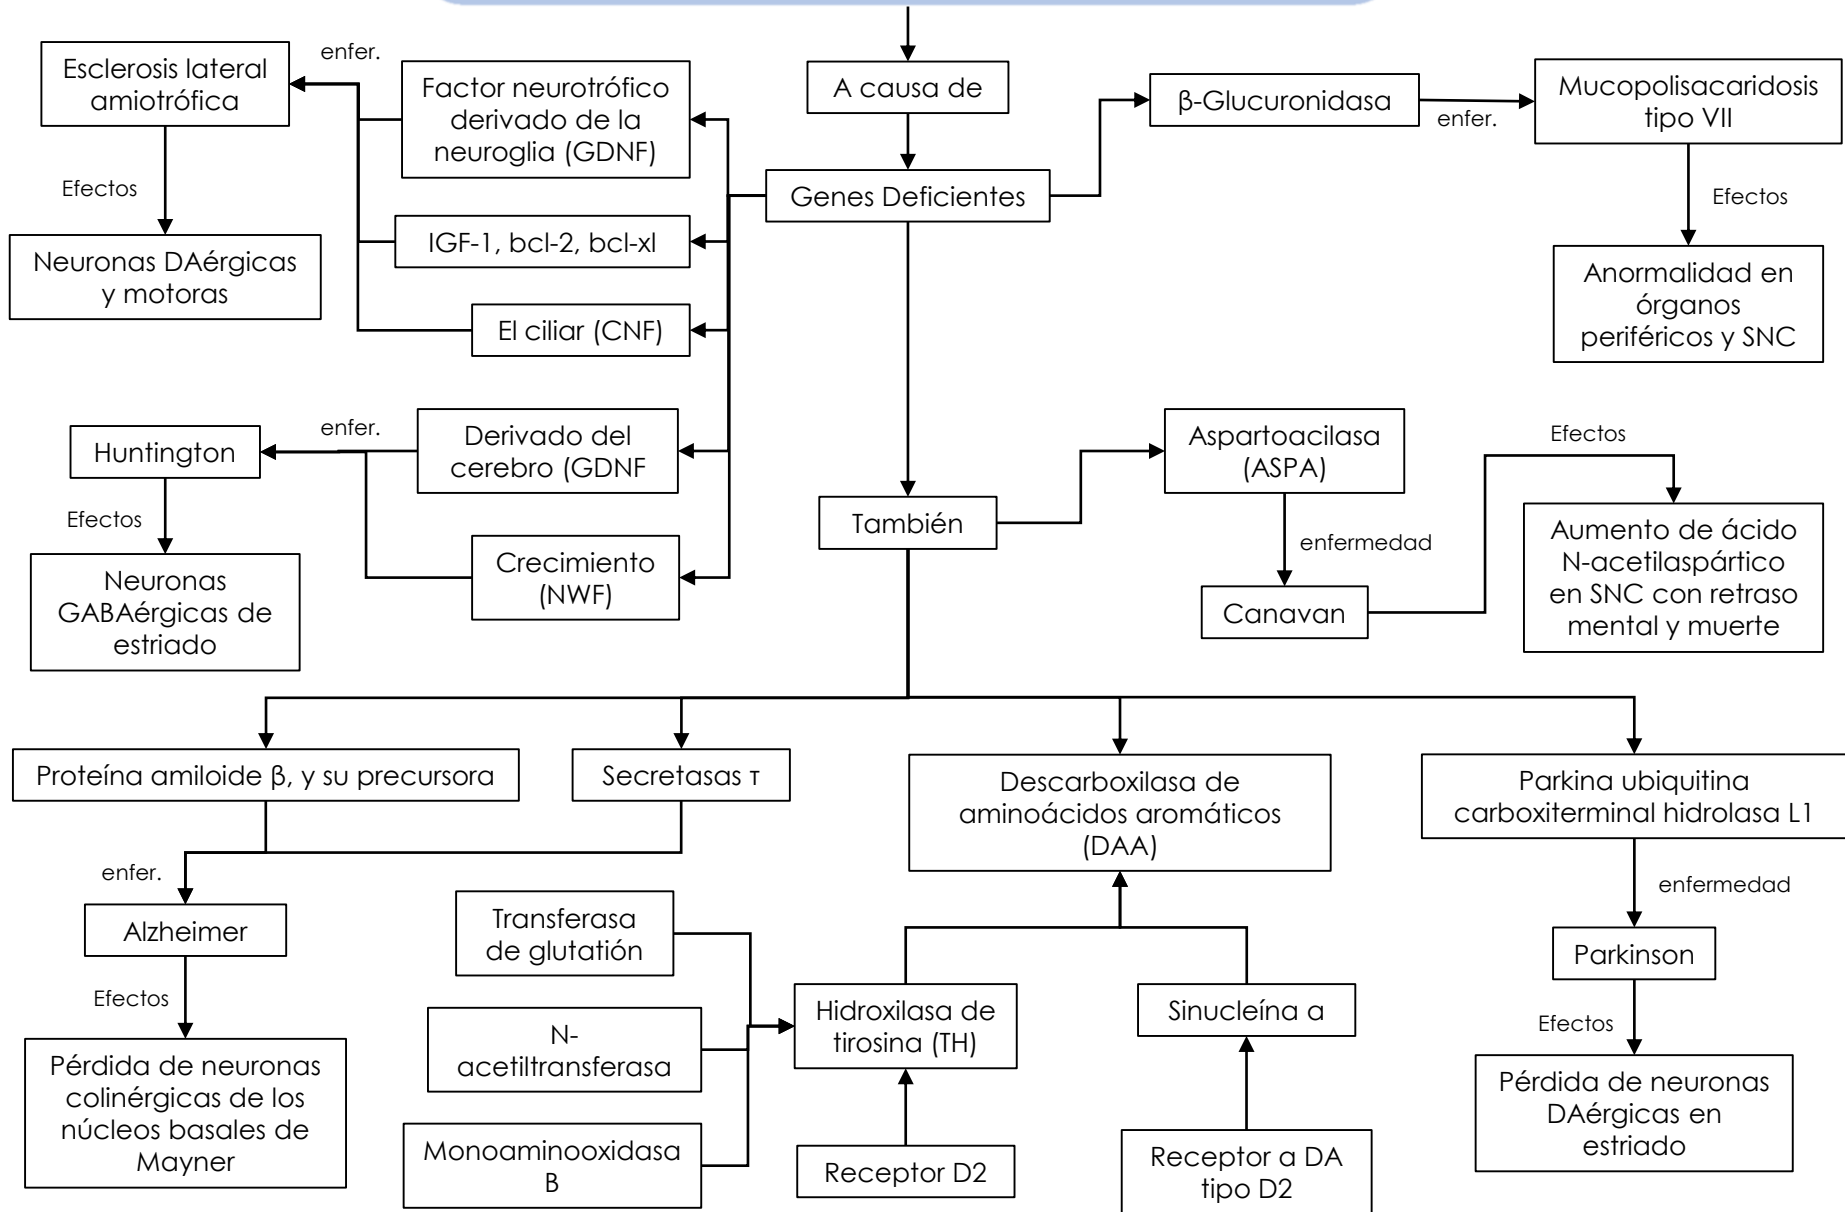 A causa de
Genes Deficientes
enfer.
Esclerosis lateral
amiotrófica
Efectos
Neuronas DAérgicas
y motoras
Factor neurotrófico
derivado de la
neuroglia (GDNF)
IGF-1, bcl-2, bcl-xl
El ciliar (CNF)
enfer.
Huntington
Efectos
Neuronas
GABAérgicas de
estriado
Derivado del
cerebro (GDNF
Crecimiento
(NWF)
β-Glucuronidasa
enfer.
Mucopolisacaridosis
tipo VII
Efectos
Anormalidad en
órganos
periféricos y SNC
También
Aspartoacilasa
(ASPA)
enfermedad
Canavan
Efectos
Aumento de ácido
N-acetilaspártico
en SNC con retraso
mental y muerte
Proteína amiloide β, y su precursora
Secretasas τ
enfer.
Alzheimer
Efectos
Pérdida de neuronas
colinérgicas de los
núcleos basales de
Mayner
Descarboxilasa de
aminoácidos aromáticos
(DAA)
Transferasa
de glutatión
N-
acetiltransferasa
Monoaminooxidasa
B
Hidroxilasa de
tirosina (TH)
Receptor D2
Sinucleína a
Receptor a DA
tipo D2
Parkina ubiquitina
carboxiterminal hidrolasa L1
enfermedad
Parkinson
Efectos
Pérdida de neuronas
DAérgicas en
estriado